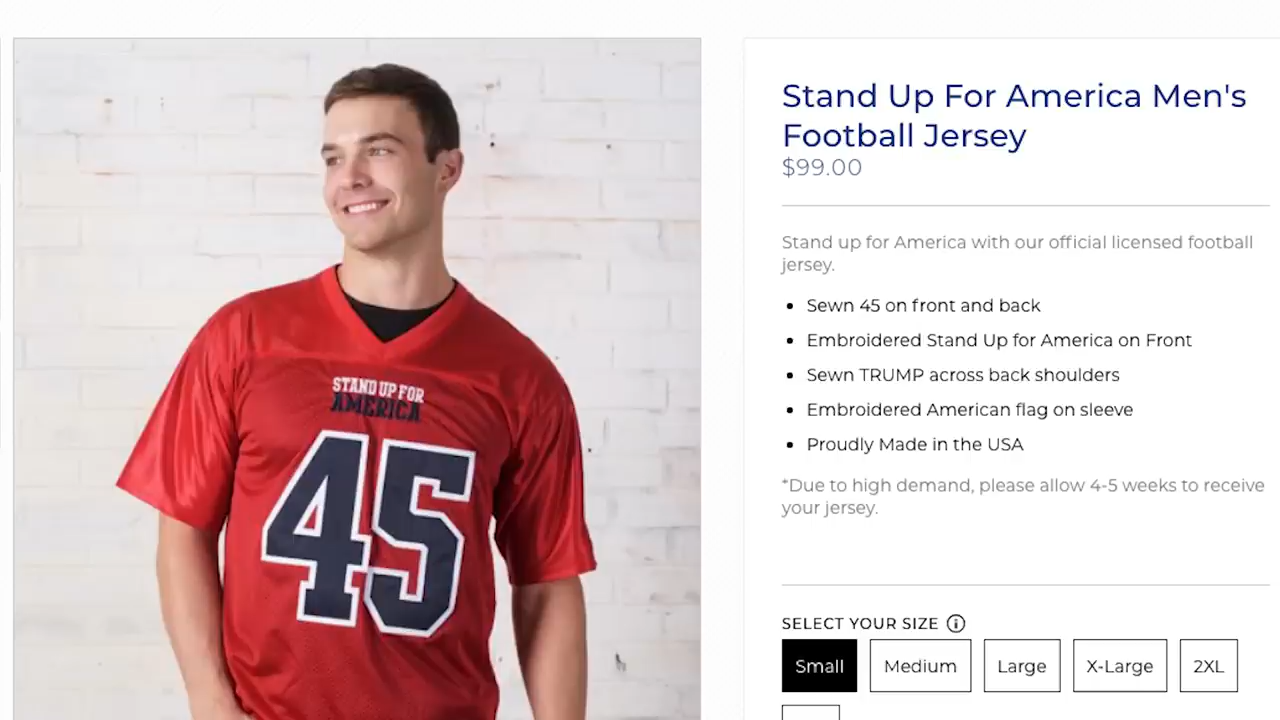 STAND UP FOR
AMERICA
45
Stand Up For America Men's
Football Jersey
$99.00
Stand up for America with our official licensed football
jersey.
• Sewn 45 on front and back
• Embroidered Stand Up for America on Front
• Sewn TRUMP across back shoulders
• Embroidered American flag on sleeve
• Proudly Made in the USA
*Due to high demand, please allow 4-5 weeks to receive
your jersey.
SELECT YOUR SIZE
Small Medium Large X-Large 2XL